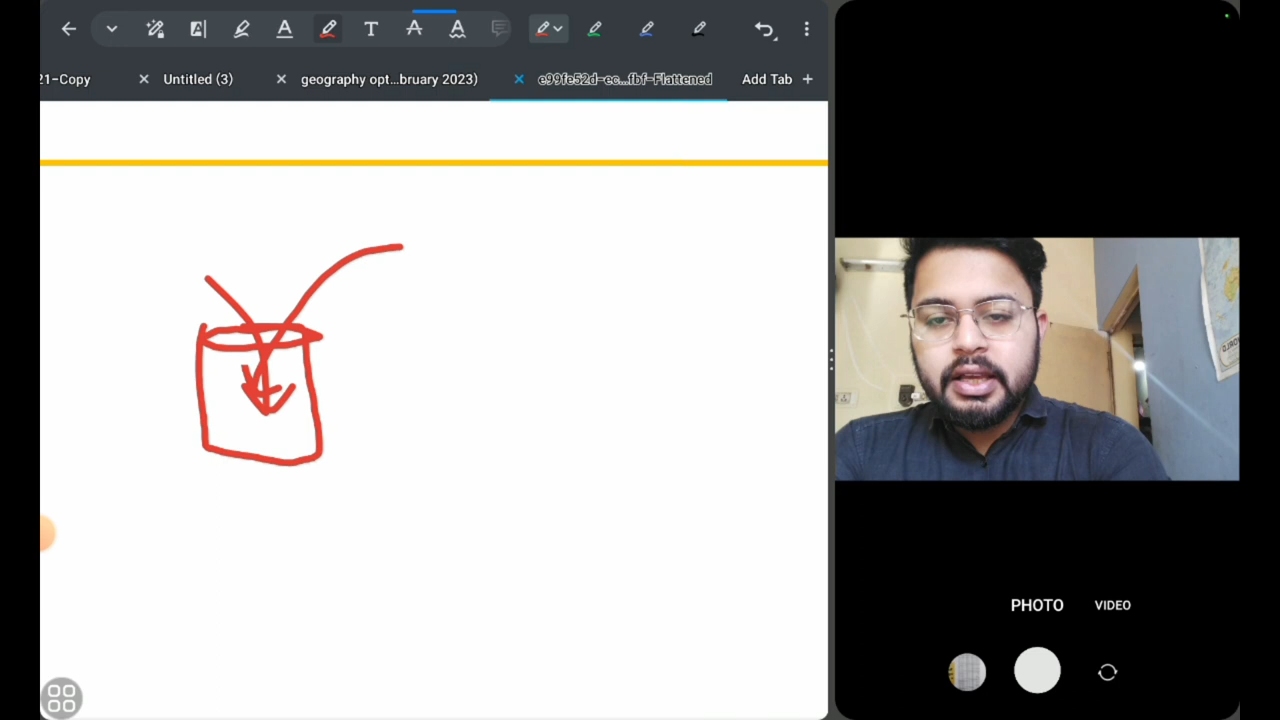 21-Copy
Untitled (3)
geography opt...bruary 2023)
e99fe52d-ec...fbf-Flattened
Add Tab +
PHOTO
VIDEO